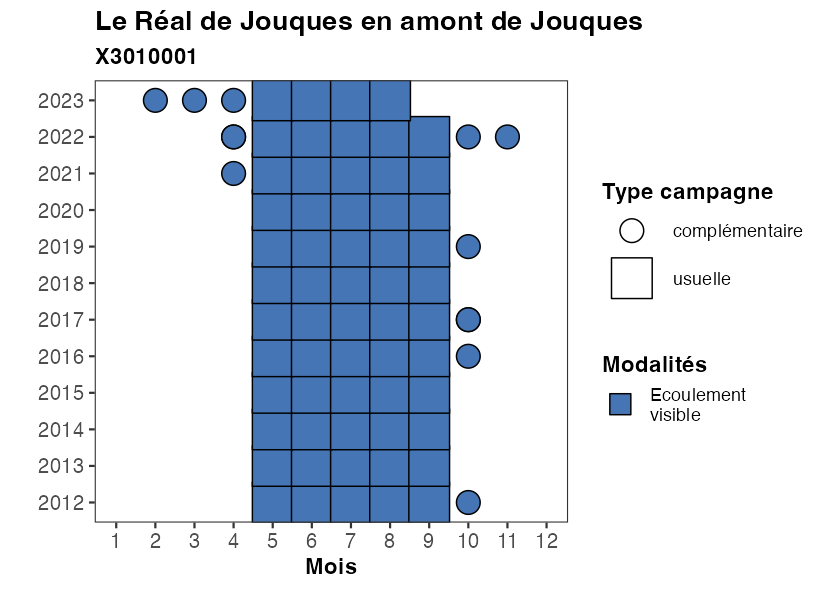 Le Réal de Jouques en amont de Jouques
X3010001
2023
2022
2021
2020
2019
2018
2017
2016
2015
2014
2013
2012
1 2 3 4 5 6 7 8 9 10 11 12
Mois
Type campagne
complémentaire
usuelle
Modalités
Ecoulement
visible